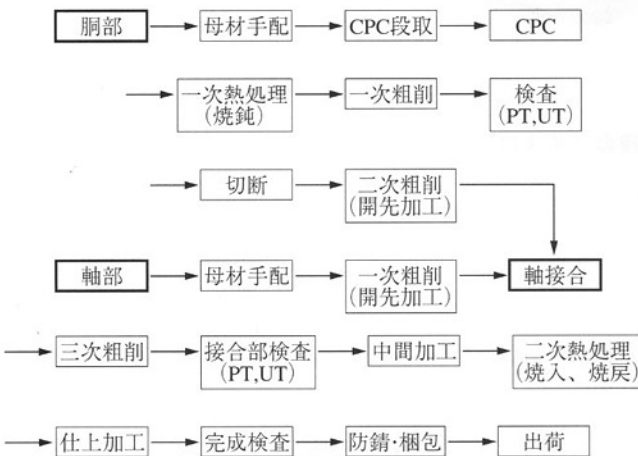 胴部
母材手配
CPC段取
CPC
一次熱処理
(焼鈍)
一次粗削
検査
(PT,UT)
切断
二次粗削
(開先加工)
軸部
母材手配
一次粗削
(開先加工)
軸接合
三次粗削
接合部検査
(PT,UT)
中間加工
二次熱処理
(焼入、焼戻)
仕上加工
完成検査
防錆·梱包
出荷